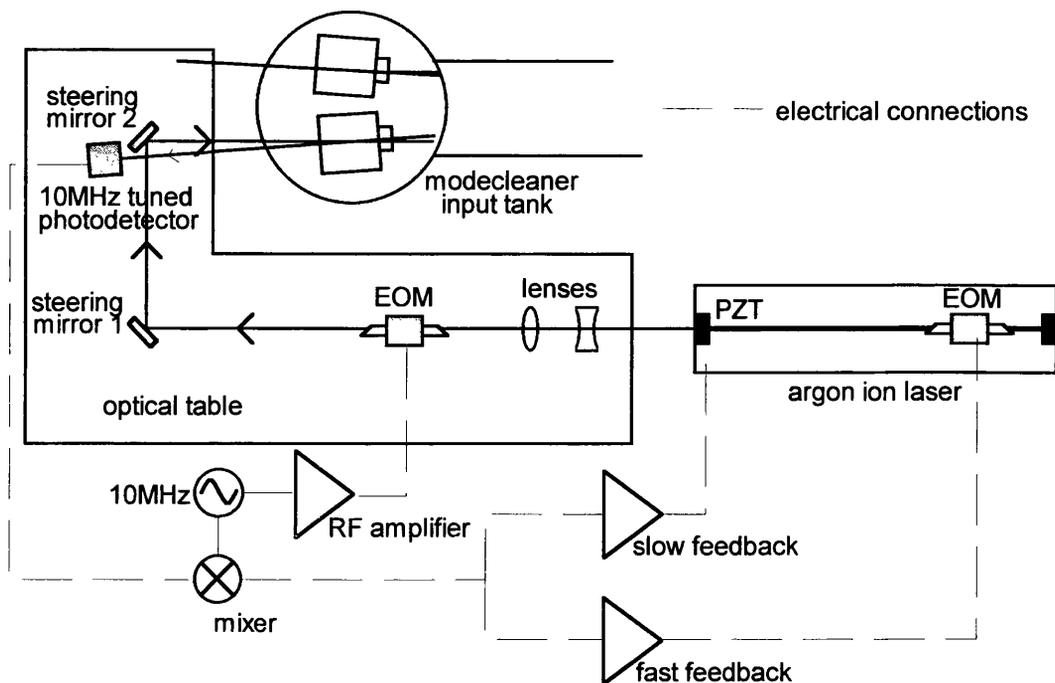 steering
mirror 2
10MHz tuned
photodetector
modecleaner
input tank
electrical connections
steering
mirror 1
EOM
lenses
PZT
EOM
argon ion laser
optical table
10MHz
RF amplifier
mixer
slow feedback
fast feedback